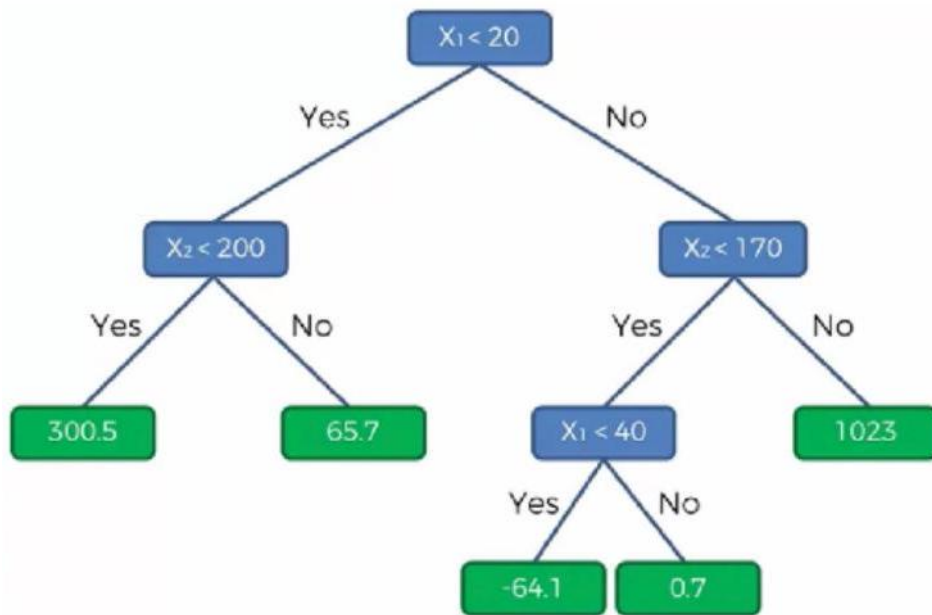 X₁ < 20
Yes
No
X₂ < 200
X₂ < 170
Yes
No
Yes
No
300.5
65.7
X₁ < 40
1023
Yes
No
-64.1
0.7